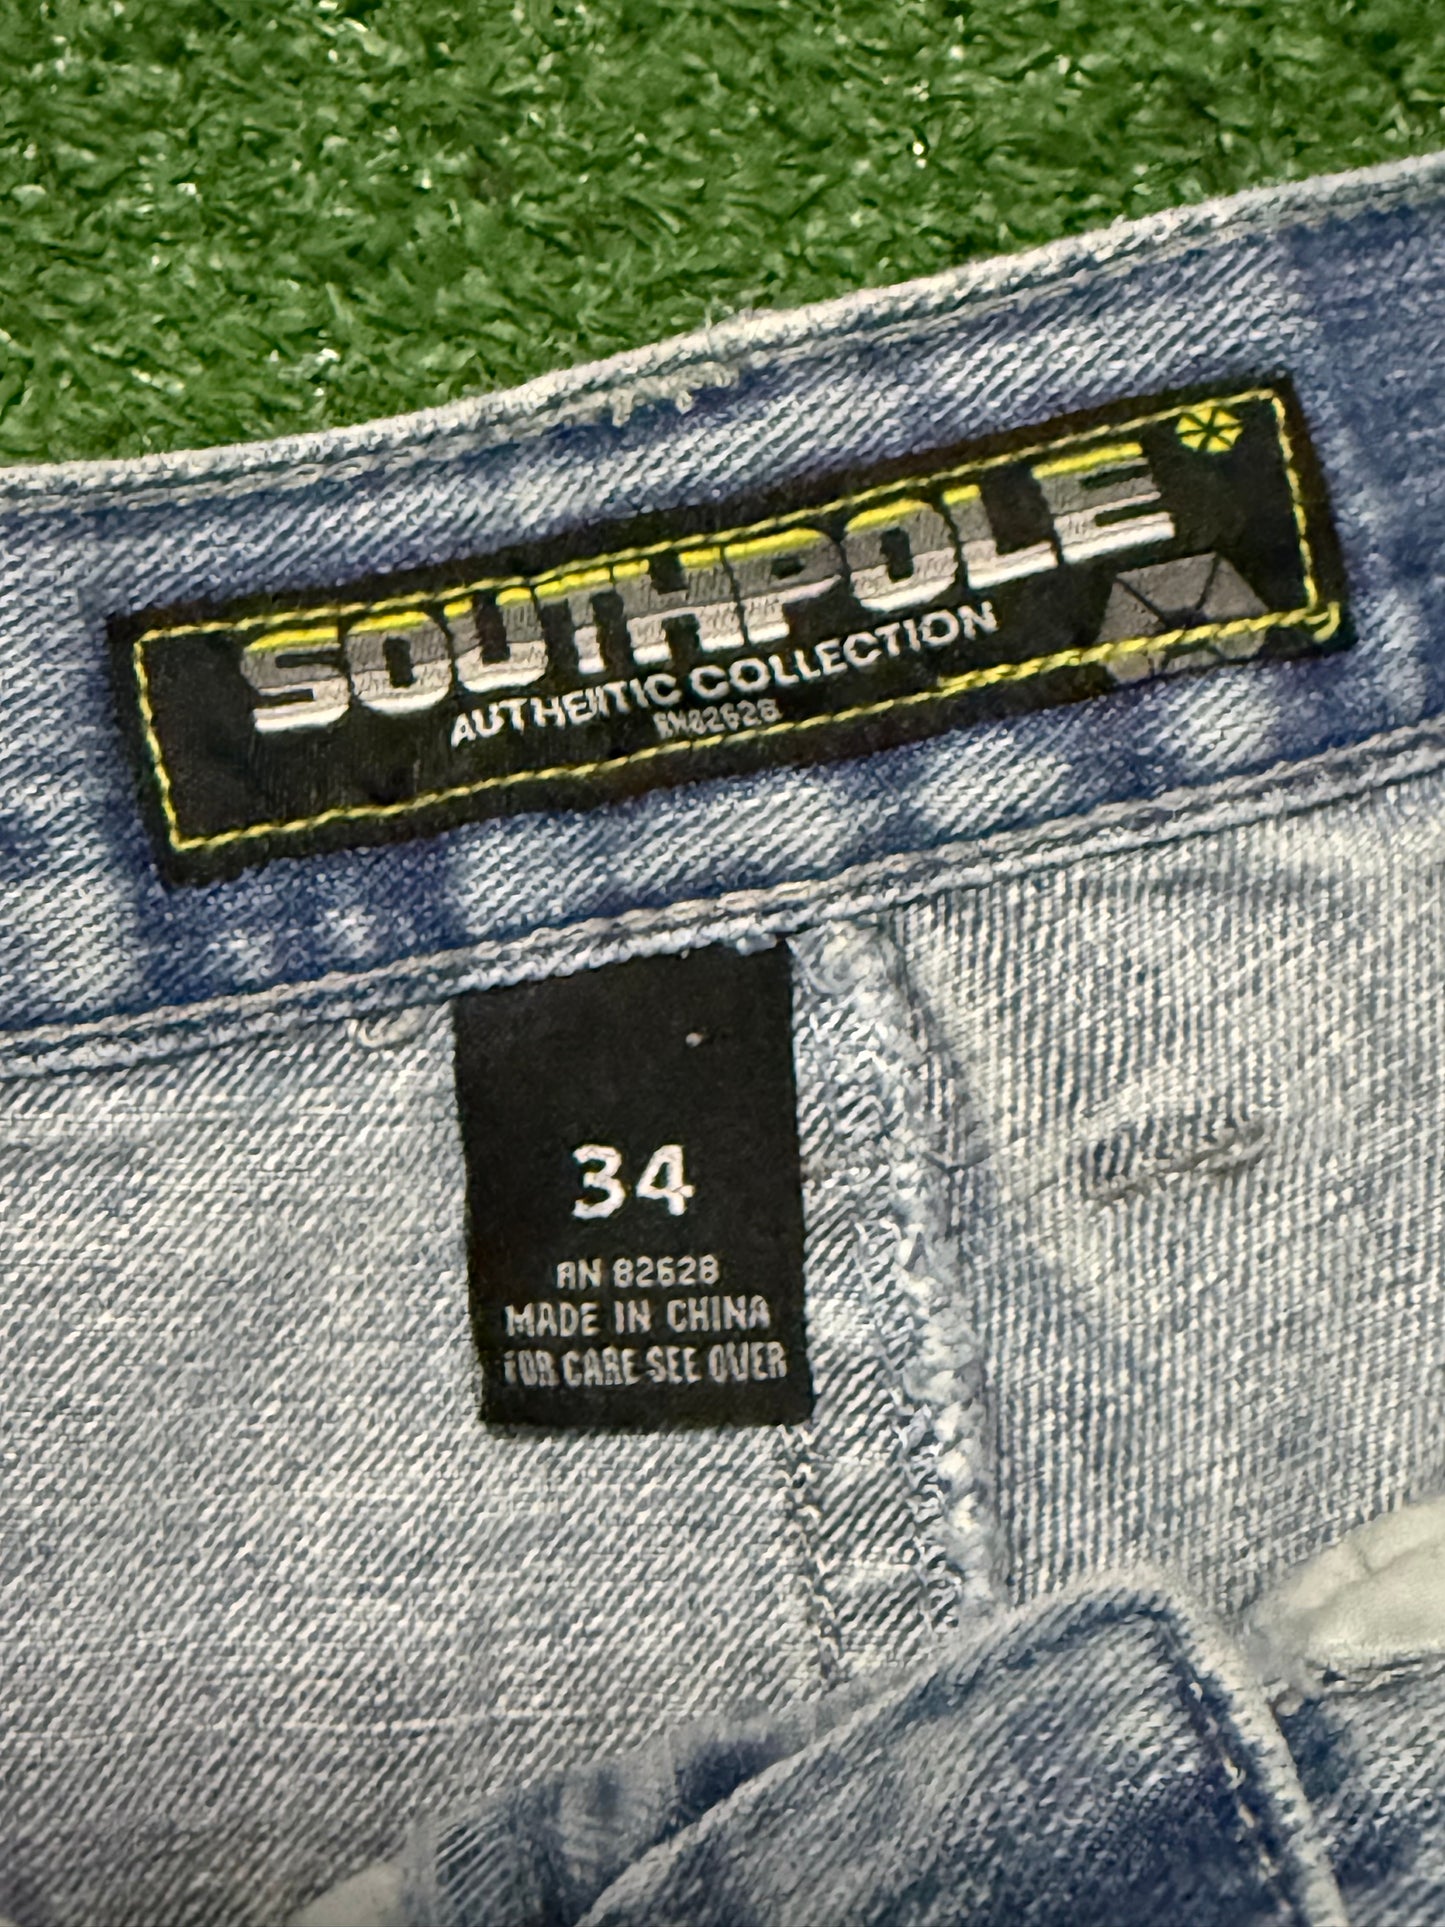 SOUTHPOLE
AUTHENTIC COLLECTION
RN82628
34
RN 82628
MADE IN CHINA
FOR CARE SEE OVER